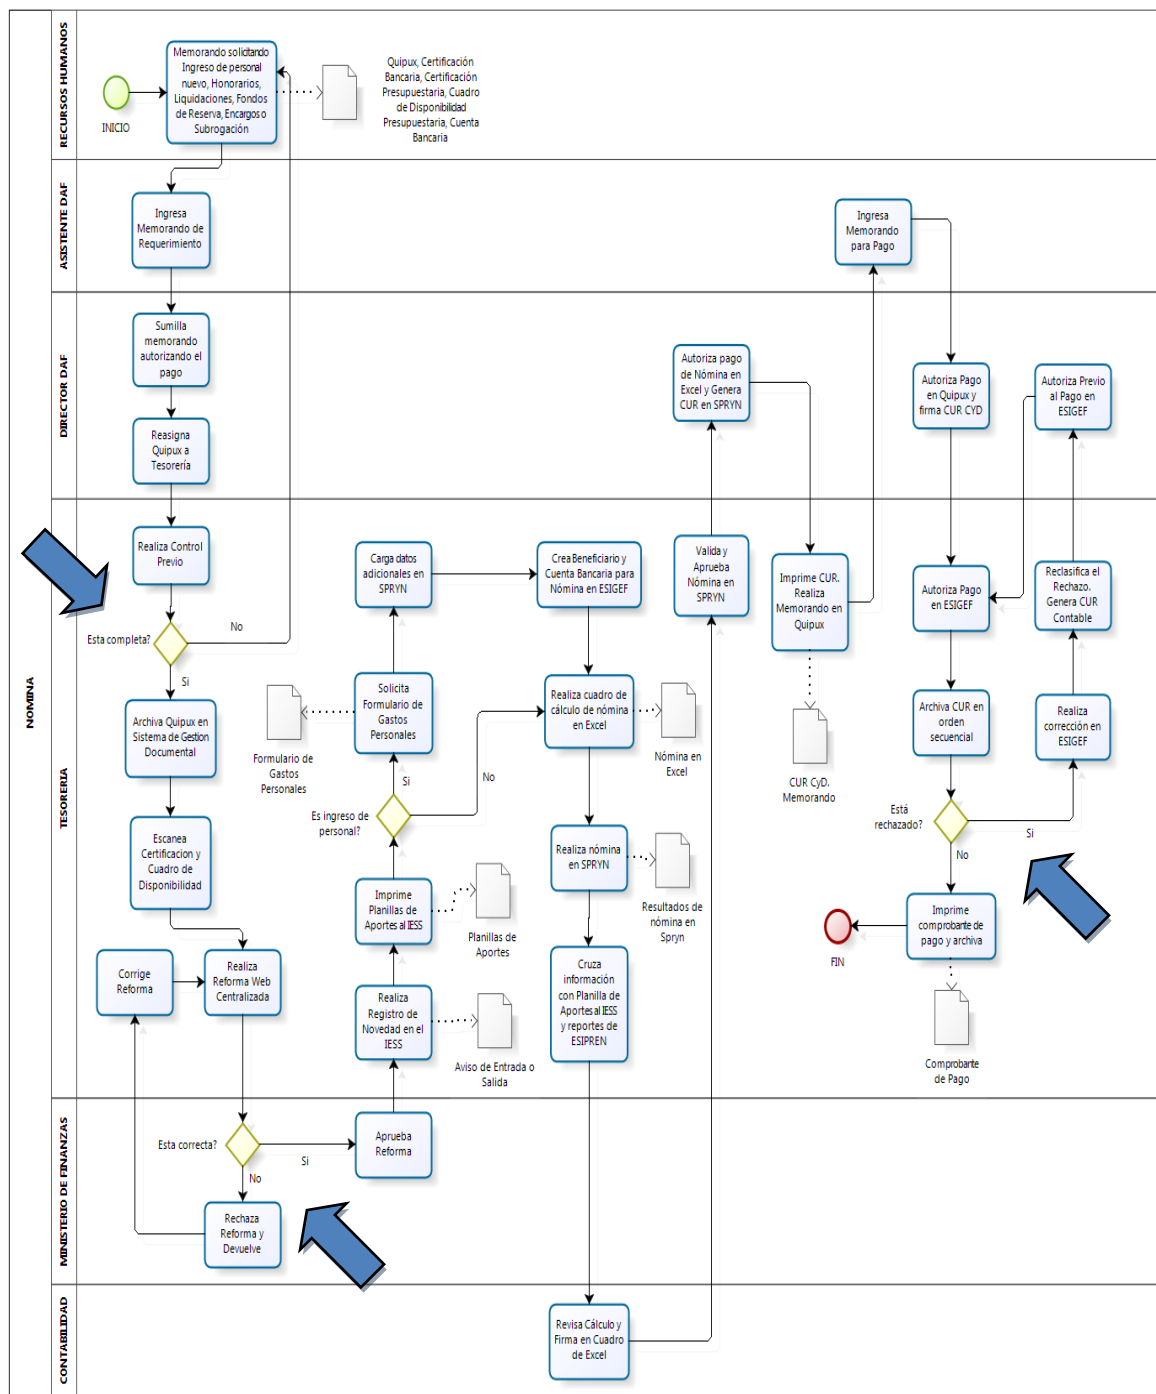 NOMINA
RECURSOS HUMANOS
INICIO
Memorando solicitando
Ingreso de personal
nuevo, Honorarios,
Liquidaciones, Fondos
de Reserva, Encargos o
Subrogación
Quipux, Certificación
Bancaria, Certificación
Presupuestaria, Cuadro
de Disponibilidad
Presupuestaria, Cuenta
Bancaria
ASISTENTE DAF
Ingresa
Memorando de
Requerimiento
Ingresa
Memorando
para Pago
DIRECTOR DAF
Sumilla
memorando
autorizando el
pago
Reasigna
Quipux a
Tesorería
Autoriza pago
de Nómina en
Excel y Genera
CUR en SPRYN
Autoriza Pago
en Quipux y
firma CUR CYD
Autoriza Previo
al Pago en
ESIGEF
TESORERIA
Realiza Control
Previo
Esta completa?
No
Si
Archiva Quipux en
Sistema de Gestion
Documental
Escanea
Certificacion y
Cuadro de
Disponibilidad
Corrige
Reforma
Realiza
Reforma Web
Centralizada
Carga datos
adicionales en
SPRYN
Solicita
Formulario de
Gastos
Personales
Formulario de
Gastos
Personales
Si
Es ingreso de
personal?
No
Imprime
Planillas de
Aportes al IESS
Planillas de
Aportes
Realiza
Registro de
Novedad en el
IESS
Aviso de Entrada o
Salida
Crea Beneficiario y
Cuenta Bancaria para
Nómina en ESIGEF
Realiza cuadro de
cálculo de nómina
en Excel
Nómina en
Excel
Realiza nómina
en SPRYN
Resultados de
nómina en
Spryn
Cruza
información
con Planilla de
Aportes al IESS
y reportes de
ESIPREN
Valida y
Aprueba
Nómina en
SPRYN
Imprime CUR.
Realiza
Memorando en
Quipux
CUR CyD.
Memorando
Autoriza Pago
en ESIGEF
Reclasifica el
Rechazo.
Genera CUR
Contable
Archiva CUR en
orden
secuencial
Realiza
corrección en
ESIGEF
Está
rechazado?
Si
No
Imprime
comprobante de
pago y archiva
FIN
Comprobante
de Pago
MINISTERIO DE FINANZAS
Esta correcta?
Si
No
Aprueba
Reforma
Rechaza
Reforma y
Devuelve
CONTABILIDAD
Revisa Cálculo y
Firma en Cuadro
de Excel